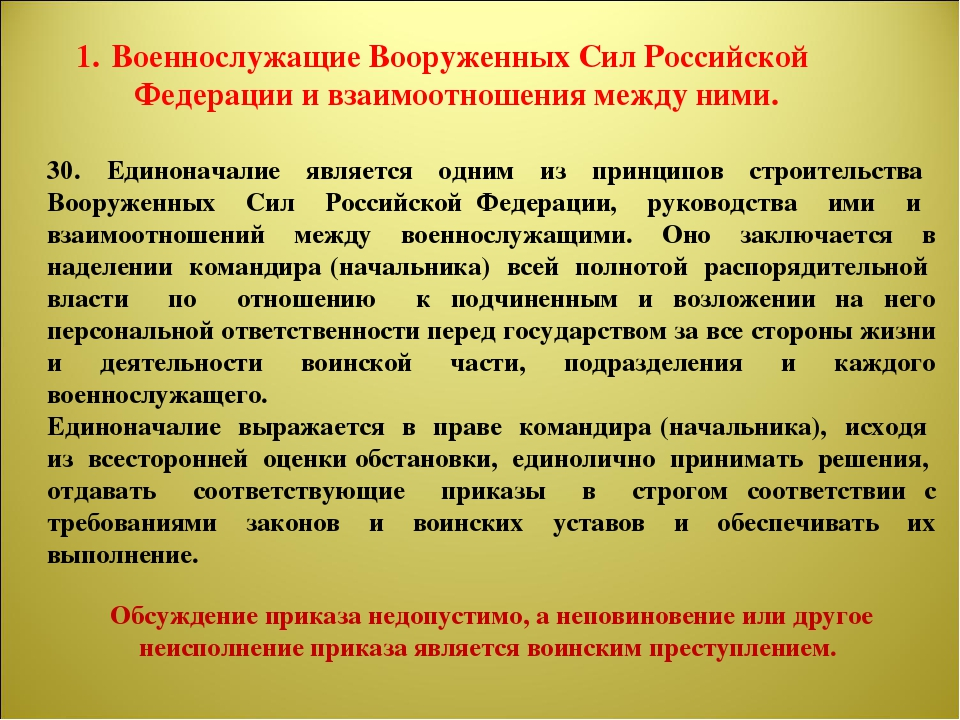 1. Военнослужащие Вооруженных Сил Российской
Федерации и взаимоотношения между ними.
30. Единоначалие является одним из принципов строительства
Вооруженных Сил Российской Федерации, руководства ими и
взаимоотношений между военнослужащими. Оно заключается в
наделении командира (начальника) всей полнотой распорядительной
власти по отношению к подчиненным и возложении на него
персональной ответственности перед государством за все стороны жизни
и деятельности воинской части, подразделения и каждого
военнослужащего.
Единоначалие выражается в праве командира (начальника), исходя
из всесторонней оценки обстановки, единолично принимать решения,
отдавать соответствующие приказы в строгом соответствии с
требованиями законов и воинских уставов и обеспечивать их
выполнение.
Обсуждение приказа недопустимо, а неповиновение или другое
неисполнение приказа является воинским преступлением.